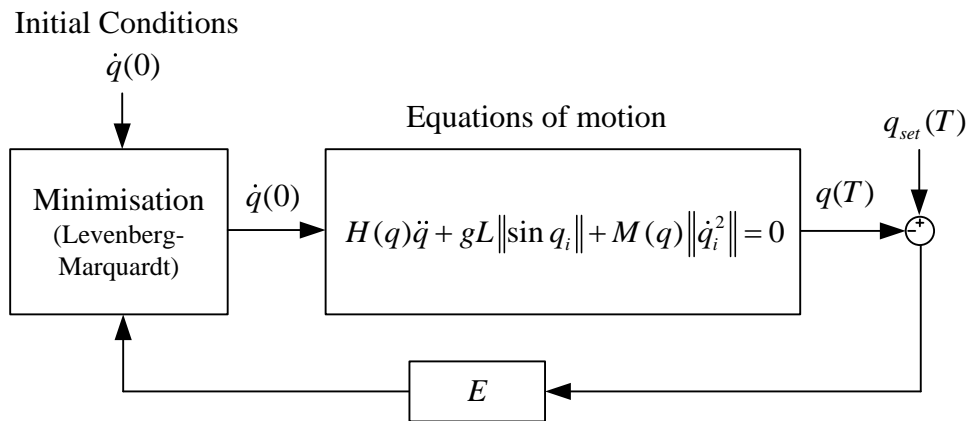 Initial Conditions
q̇(0)
Equations of motion
q_set(T)
Minimisation
(Levenberg-
Marquardt)
q̇(0)
H(q)q̈ + gL‖sin q_i‖ + M(q)‖q̇_i^2‖ = 0
q(T)
+
-
E